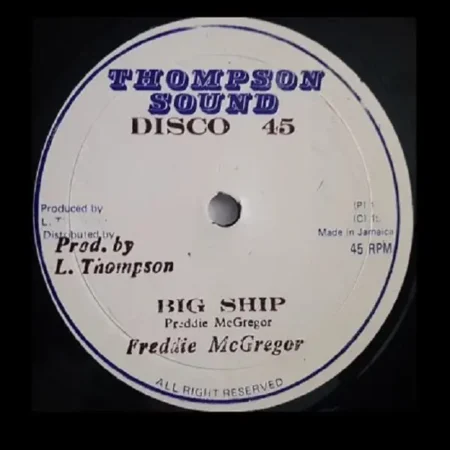 THOMPSON
SOUND
DISCO 45
Produced by
L. T
Distributed by
Prod. by
L. Thompson
(P)
(C)
Made in Jamaica
45 RPM
BIG SHIP
Freddie McGregor
Freddie McGregor
ALL RIGHT RESERVED